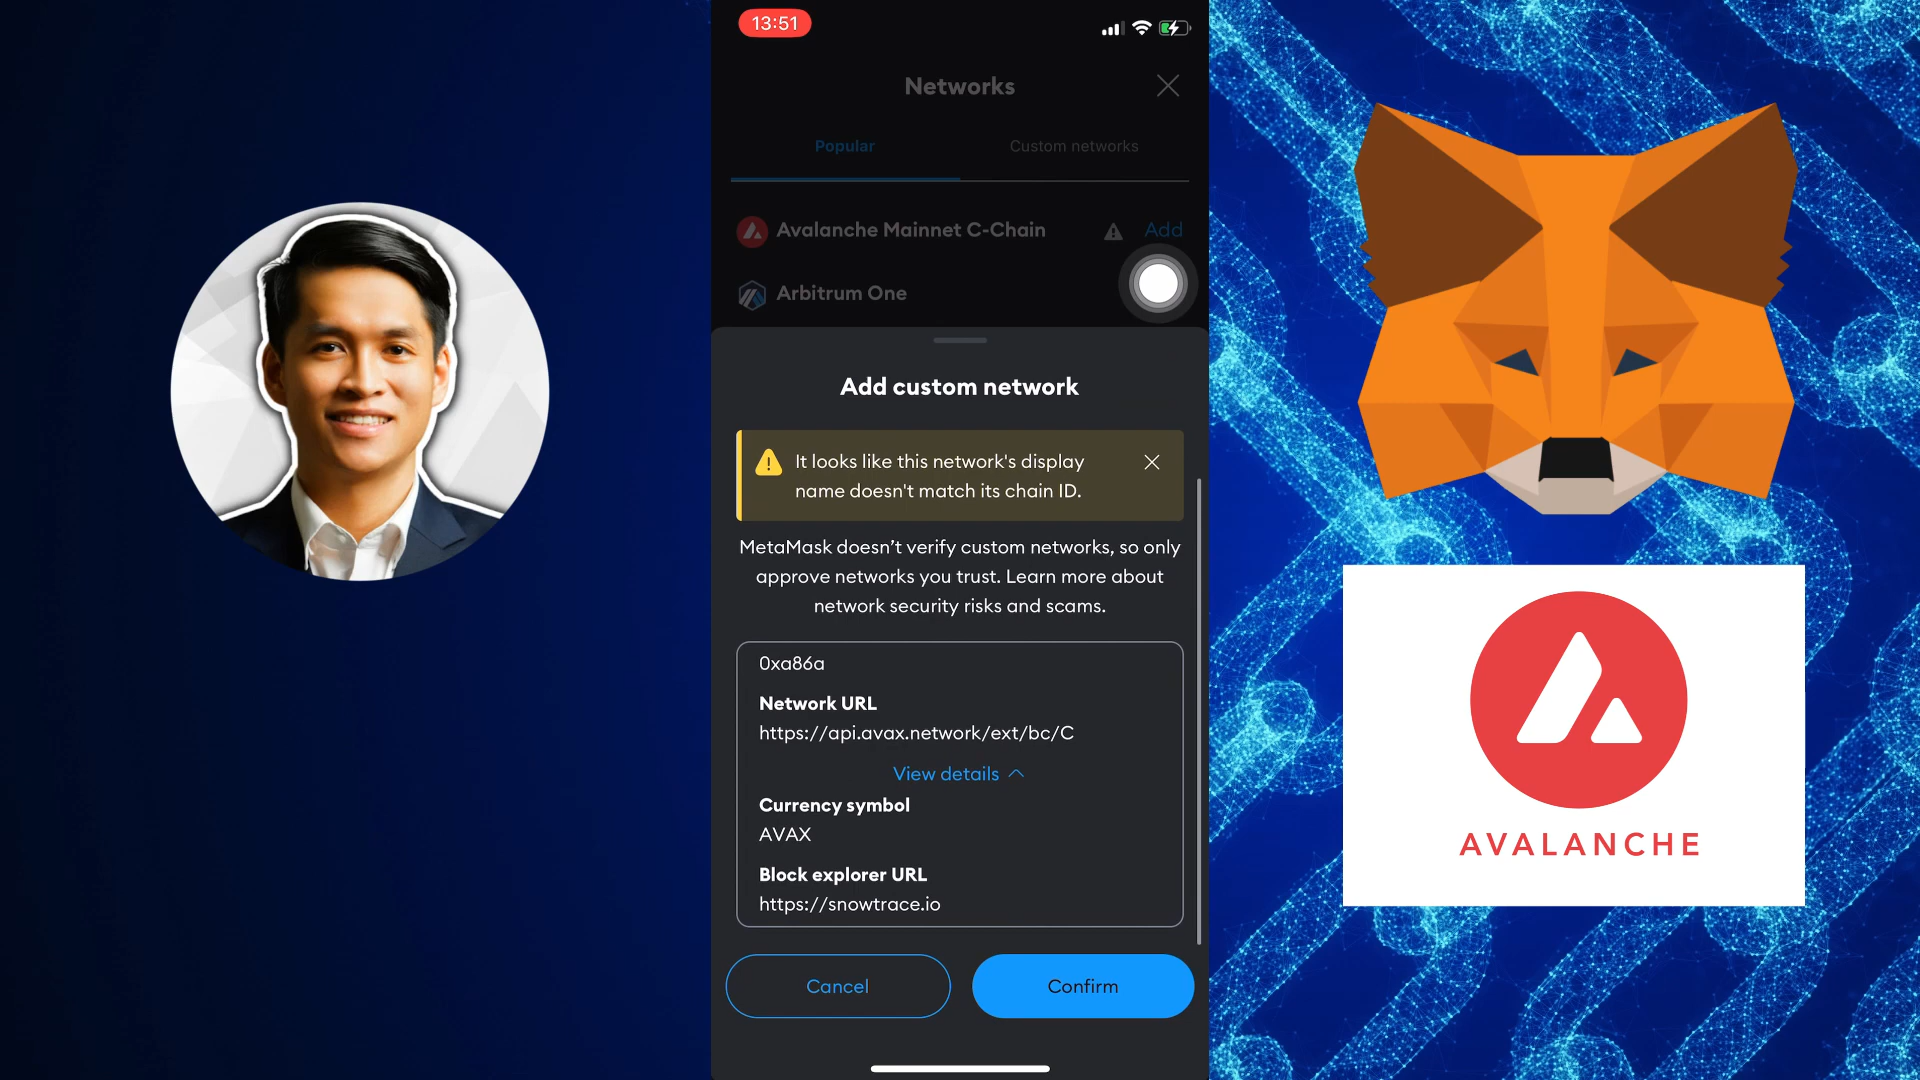 13:51
Networks
Popular
Custom networks
Avalanche Mainnet C-Chain
Add
Arbitrum One
Add custom network
It looks like this network's display
name doesn't match its chain ID.
MetaMask doesn’t verify custom networks, so only
approve networks you trust. Learn more about
network security risks and scams.
0xa86a
Network URL
https://api.avax.network/ext/bc/C
View details
Currency symbol
AVAX
Block explorer URL
https://snowtrace.io
Cancel
Confirm
AVALANCHE